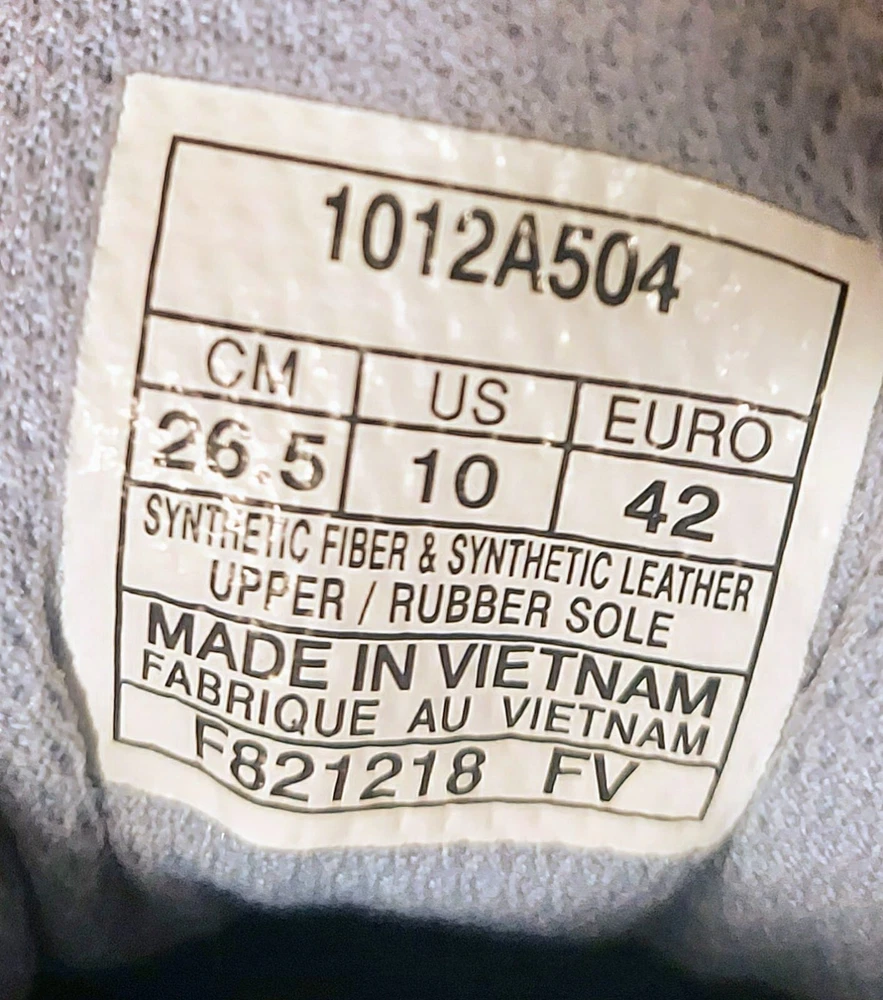 1012A504
CM US EURO
26.5 10 42
SYNTHETIC FIBER & SYNTHETIC LEATHER
UPPER / RUBBER SOLE
MADE IN VIETNAM
FABRIQUE AU VIETNAM
F821218 FV